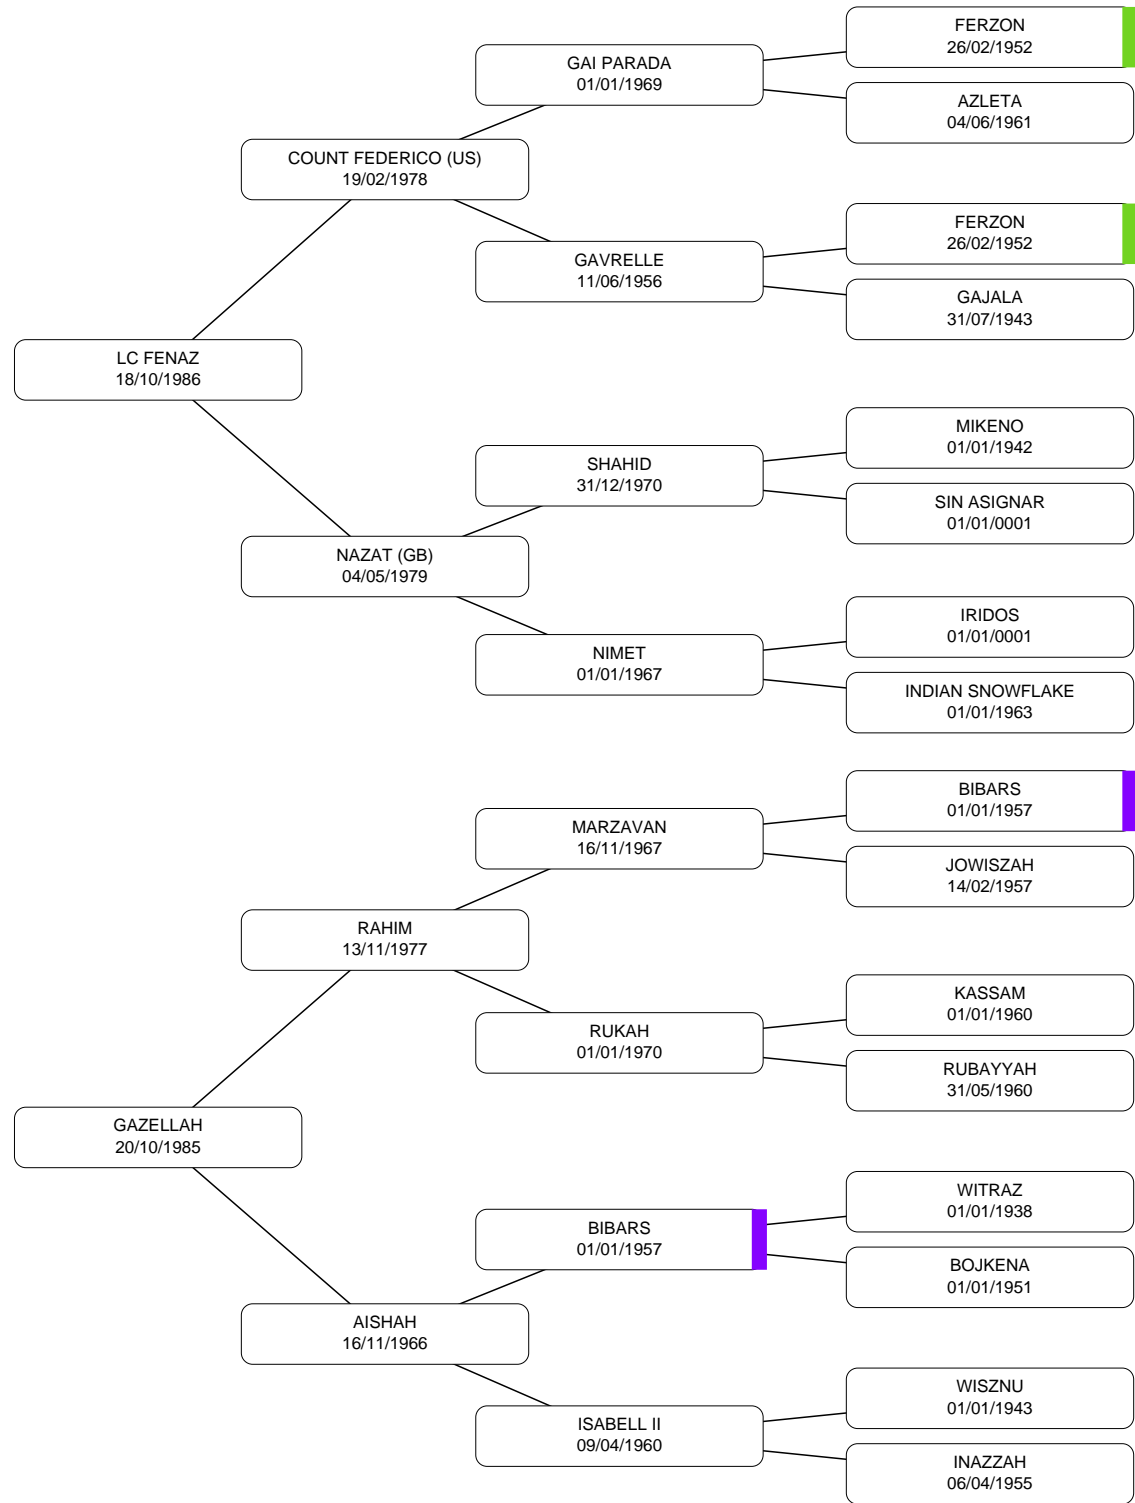 FERZON
26/02/1952
GAI PARADA
01/01/1969
AZLETA
04/06/1961
COUNT FEDERICO (US)
19/02/1978
FERZON
26/02/1952
GAVRELLE
11/06/1956
GAJALA
31/07/1943
LC FENAZ
18/10/1986
MIKENO
01/01/1942
SHAHID
31/12/1970
SIN ASIGNAR
01/01/0001
NAZAT (GB)
04/05/1979
IRIDOS
01/01/0001
NIMET
01/01/1967
INDIAN SNOWFLAKE
01/01/1963
BIBARS
01/01/1957
MARZAVAN
16/11/1967
JOWISZAH
14/02/1957
RAHIM
13/11/1977
KASSAM
01/01/1960
RUKAH
01/01/1970
RUBAYYAH
31/05/1960
GAZELLAH
20/10/1985
WITRAZ
01/01/1938
BIBARS
01/01/1957
BOJKENA
01/01/1951
AISHAH
16/11/1966
WISZNU
01/01/1943
ISABELL II
09/04/1960
INAZZAH
06/04/1955